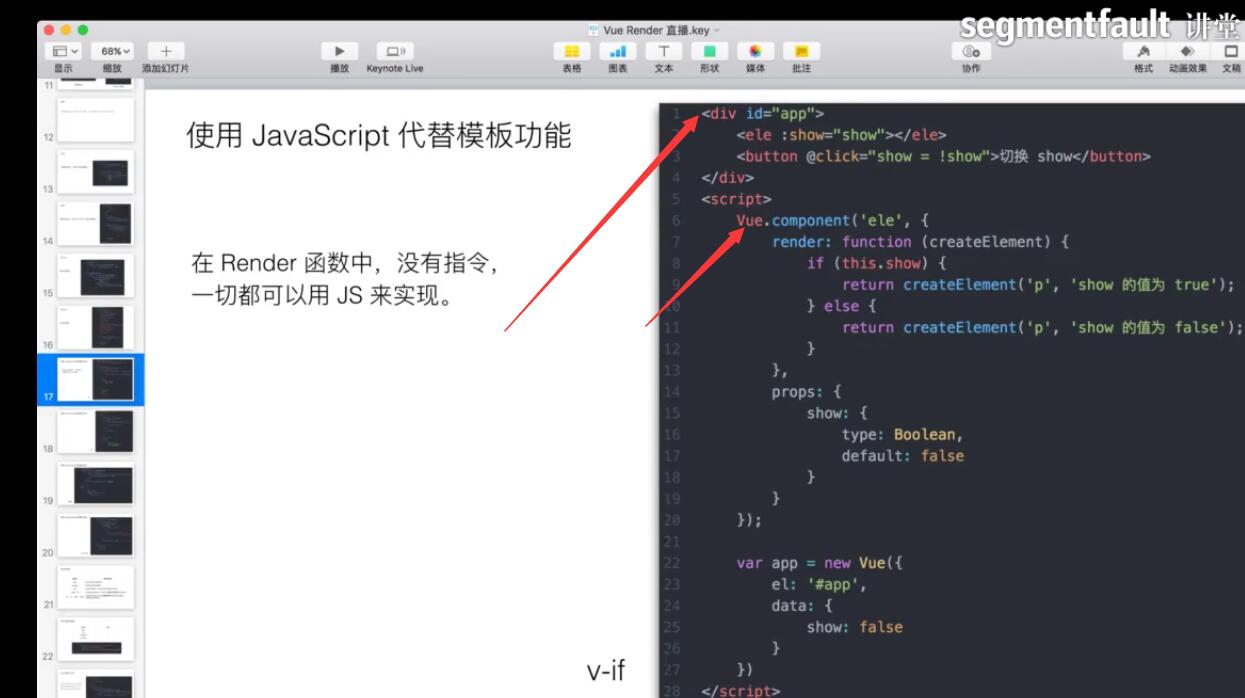 Vue Render 直播.key
segmentfault 讲堂
68%
显示
缩放
添加幻灯片
播放
Keynote Live
表格
图表
文本
形状
媒体
批注
协作
格式
动画效果
文稿
11
12
13
14
15
16
17
18
19
20
21
22
使用 JavaScript 代替模板功能
在 Render 函数中，没有指令，
一切都可以用 JS 来实现。
v-if
1 <div id="app">
<ele :show="show"></ele>
3 <button @click="show = !show">切换 show</button>
4 </div>
5 <script>
6 Vue.component('ele', {
7 render: function (createElement) {
8 if (this.show) {
9 return createElement('p', 'show 的值为 true');
10 } else {
11 return createElement('p', 'show 的值为 false');
12 }
13 },
14 props: {
15 show: {
16 type: Boolean,
17 default: false
18 }
19 }
20 });
21
22 var app = new Vue({
23 el: '#app',
24 data: {
25 show: false
26 }
27 })
28 </script>